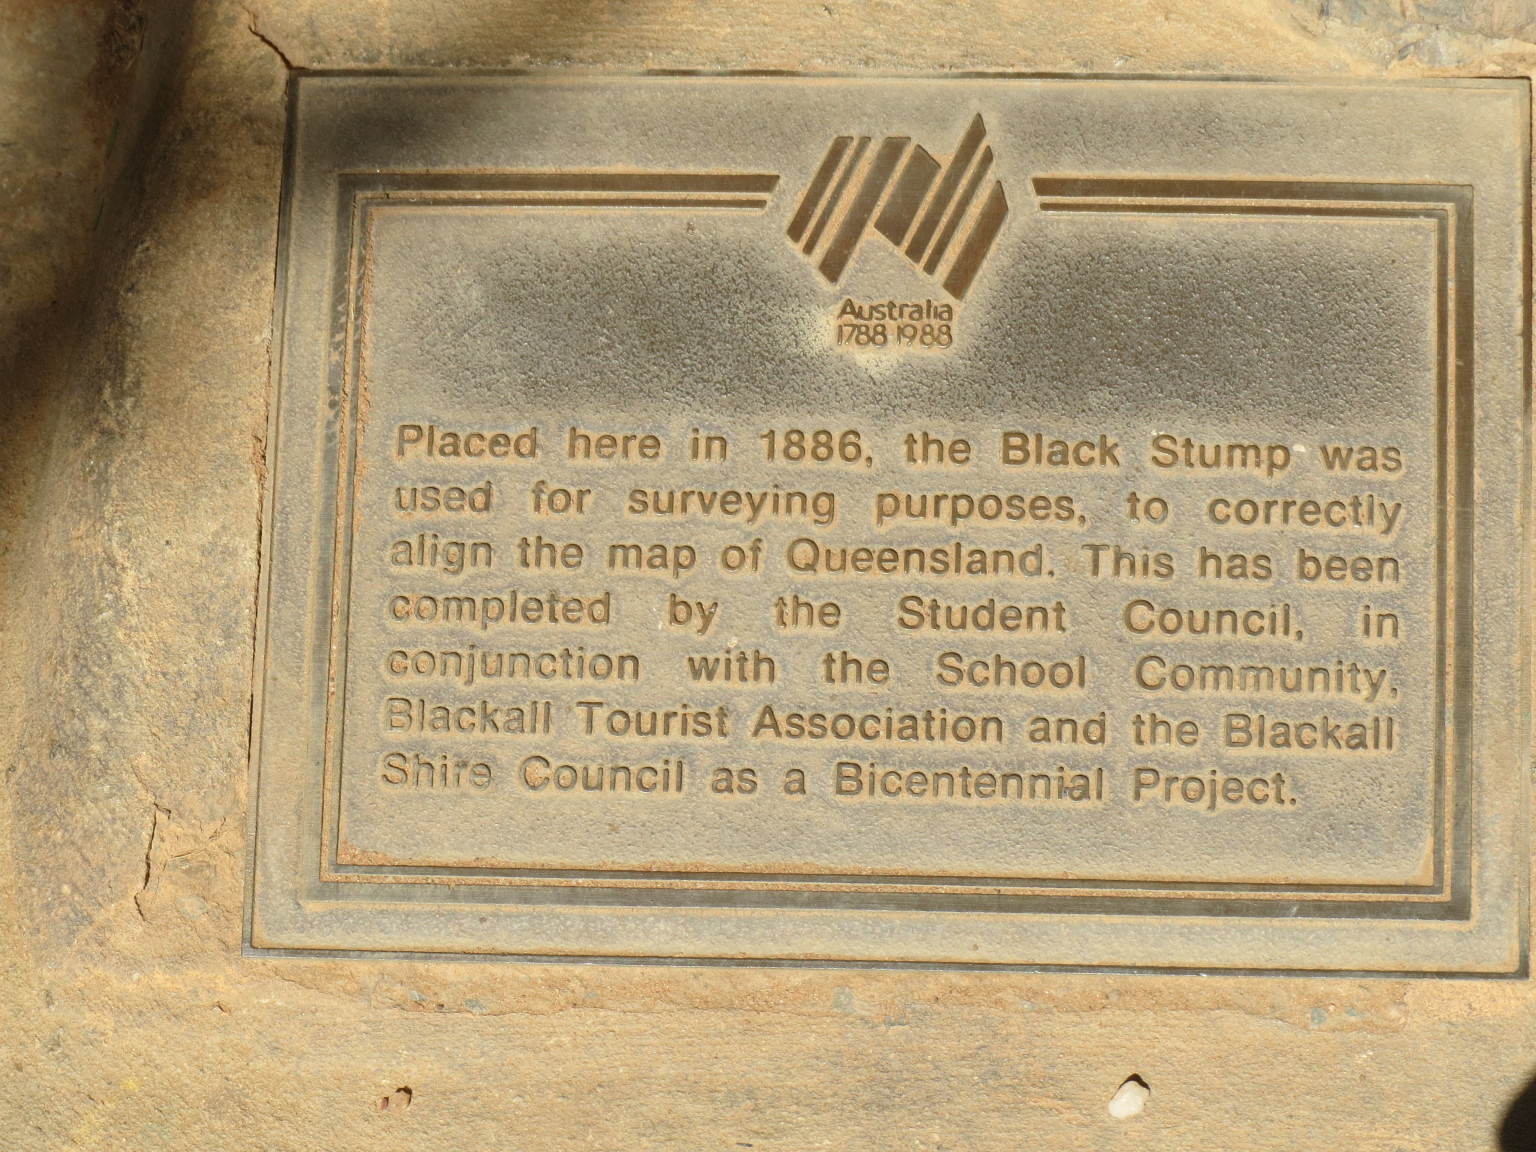 Australia
1788 1988
Placed here in 1886, the Black Stump was
used for surveying purposes, to correctly
align the map of Queensland. This has been
completed by the Student Council, in
conjunction with the School Community,
Blackall Tourist Association and the Blackall
Shire Council as a Bicentennial Project.